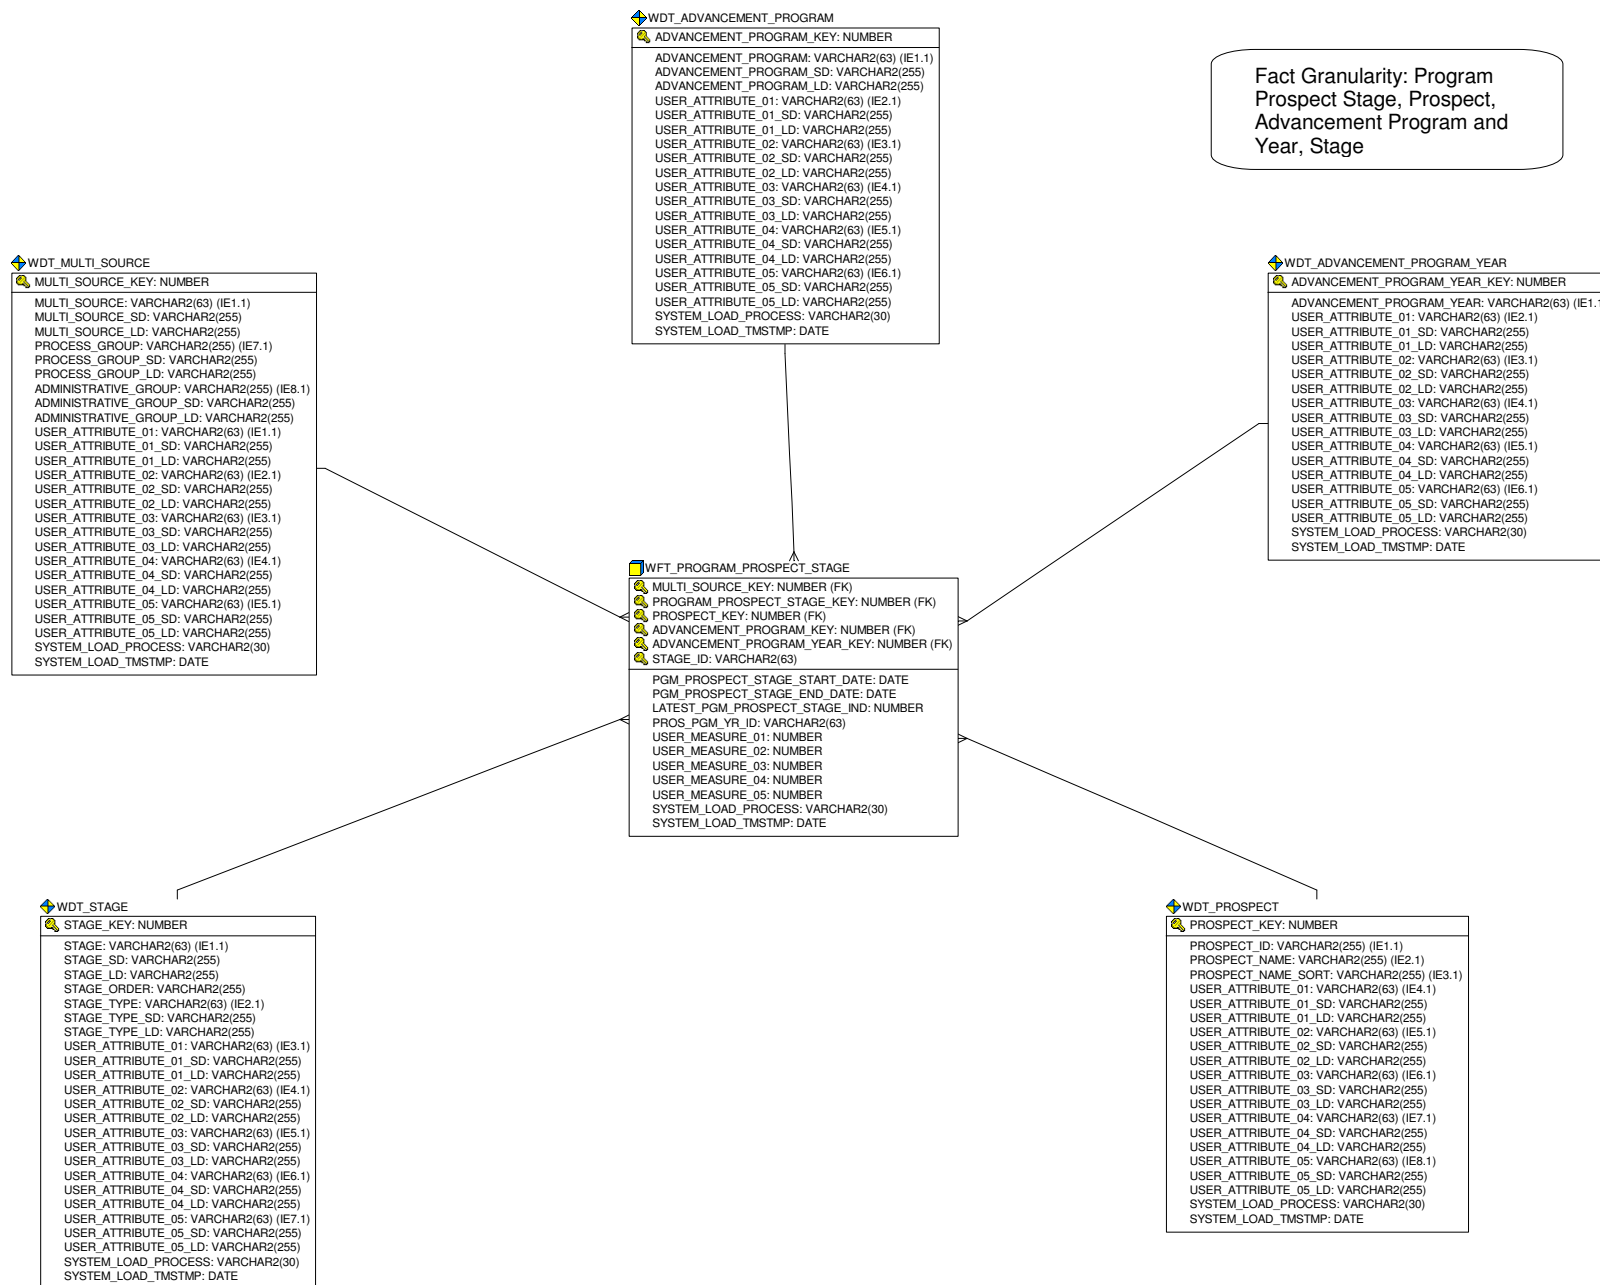 WDT_ADVANCEMENT_PROGRAM
ADVANCEMENT_PROGRAM_KEY: NUMBER
ADVANCEMENT_PROGRAM: VARCHAR2(63) (IE1.1)
ADVANCEMENT_PROGRAM_SD: VARCHAR2(255)
ADVANCEMENT_PROGRAM_LD: VARCHAR2(255)
USER_ATTRIBUTE_01: VARCHAR2(63) (IE2.1)
USER_ATTRIBUTE_01_SD: VARCHAR2(255)
USER_ATTRIBUTE_01_LD: VARCHAR2(255)
USER_ATTRIBUTE_02: VARCHAR2(63) (IE3.1)
USER_ATTRIBUTE_02_SD: VARCHAR2(255)
USER_ATTRIBUTE_02_LD: VARCHAR2(255)
USER_ATTRIBUTE_03: VARCHAR2(63) (IE4.1)
USER_ATTRIBUTE_03_SD: VARCHAR2(255)
USER_ATTRIBUTE_03_LD: VARCHAR2(255)
USER_ATTRIBUTE_04: VARCHAR2(63) (IE5.1)
USER_ATTRIBUTE_04_SD: VARCHAR2(255)
USER_ATTRIBUTE_04_LD: VARCHAR2(255)
USER_ATTRIBUTE_05: VARCHAR2(63) (IE6.1)
USER_ATTRIBUTE_05_SD: VARCHAR2(255)
USER_ATTRIBUTE_05_LD: VARCHAR2(255)
SYSTEM_LOAD_PROCESS: VARCHAR2(30)
SYSTEM_LOAD_TMSTMP: DATE
Fact Granularity: Program
Prospect Stage, Prospect,
Advancement Program and
Year, Stage
WDT_MULTI_SOURCE
MULTI_SOURCE_KEY: NUMBER
MULTI_SOURCE: VARCHAR2(63) (IE1.1)
MULTI_SOURCE_SD: VARCHAR2(255)
MULTI_SOURCE_LD: VARCHAR2(255)
PROCESS_GROUP: VARCHAR2(255) (IE7.1)
PROCESS_GROUP_SD: VARCHAR2(255)
PROCESS_GROUP_LD: VARCHAR2(255)
ADMINISTRATIVE_GROUP: VARCHAR2(255) (IE8.1)
ADMINISTRATIVE_GROUP_SD: VARCHAR2(255)
ADMINISTRATIVE_GROUP_LD: VARCHAR2(255)
USER_ATTRIBUTE_01: VARCHAR2(63) (IE1.1)
USER_ATTRIBUTE_01_SD: VARCHAR2(255)
USER_ATTRIBUTE_01_LD: VARCHAR2(255)
USER_ATTRIBUTE_02: VARCHAR2(63) (IE2.1)
USER_ATTRIBUTE_02_SD: VARCHAR2(255)
USER_ATTRIBUTE_02_LD: VARCHAR2(255)
USER_ATTRIBUTE_03: VARCHAR2(63) (IE3.1)
USER_ATTRIBUTE_03_SD: VARCHAR2(255)
USER_ATTRIBUTE_03_LD: VARCHAR2(255)
USER_ATTRIBUTE_04: VARCHAR2(63) (IE4.1)
USER_ATTRIBUTE_04_SD: VARCHAR2(255)
USER_ATTRIBUTE_04_LD: VARCHAR2(255)
USER_ATTRIBUTE_05: VARCHAR2(63) (IE5.1)
USER_ATTRIBUTE_05_SD: VARCHAR2(255)
USER_ATTRIBUTE_05_LD: VARCHAR2(255)
SYSTEM_LOAD_PROCESS: VARCHAR2(30)
SYSTEM_LOAD_TMSTMP: DATE
WDT_ADVANCEMENT_PROGRAM_YEAR
ADVANCEMENT_PROGRAM_YEAR_KEY: NUMBER
ADVANCEMENT_PROGRAM_YEAR: VARCHAR2(63) (IE1.1
USER_ATTRIBUTE_01: VARCHAR2(63) (IE2.1)
USER_ATTRIBUTE_01_SD: VARCHAR2(255)
USER_ATTRIBUTE_01_LD: VARCHAR2(255)
USER_ATTRIBUTE_02: VARCHAR2(63) (IE3.1)
USER_ATTRIBUTE_02_SD: VARCHAR2(255)
USER_ATTRIBUTE_02_LD: VARCHAR2(255)
USER_ATTRIBUTE_03: VARCHAR2(63) (IE4.1)
USER_ATTRIBUTE_03_SD: VARCHAR2(255)
USER_ATTRIBUTE_03_LD: VARCHAR2(255)
USER_ATTRIBUTE_04: VARCHAR2(63) (IE5.1)
USER_ATTRIBUTE_04_SD: VARCHAR2(255)
USER_ATTRIBUTE_04_LD: VARCHAR2(255)
USER_ATTRIBUTE_05: VARCHAR2(63) (IE6.1)
USER_ATTRIBUTE_05_SD: VARCHAR2(255)
USER_ATTRIBUTE_05_LD: VARCHAR2(255)
SYSTEM_LOAD_PROCESS: VARCHAR2(30)
SYSTEM_LOAD_TMSTMP: DATE
WFT_PROGRAM_PROSPECT_STAGE
MULTI_SOURCE_KEY: NUMBER (FK)
PROGRAM_PROSPECT_STAGE_KEY: NUMBER (FK)
PROSPECT_KEY: NUMBER (FK)
ADVANCEMENT_PROGRAM_KEY: NUMBER (FK)
ADVANCEMENT_PROGRAM_YEAR_KEY: NUMBER (FK)
STAGE_ID: VARCHAR2(63)
PGM_PROSPECT_STAGE_START_DATE: DATE
PGM_PROSPECT_STAGE_END_DATE: DATE
LATEST_PGM_PROSPECT_STAGE_IND: NUMBER
PROS_PGM_YR_ID: VARCHAR2(63)
USER_MEASURE_01: NUMBER
USER_MEASURE_02: NUMBER
USER_MEASURE_03: NUMBER
USER_MEASURE_04: NUMBER
USER_MEASURE_05: NUMBER
SYSTEM_LOAD_PROCESS: VARCHAR2(30)
SYSTEM_LOAD_TMSTMP: DATE
WDT_STAGE
STAGE_KEY: NUMBER
STAGE: VARCHAR2(63) (IE1.1)
STAGE_SD: VARCHAR2(255)
STAGE_LD: VARCHAR2(255)
STAGE_ORDER: VARCHAR2(255)
STAGE_TYPE: VARCHAR2(63) (IE2.1)
STAGE_TYPE_SD: VARCHAR2(255)
STAGE_TYPE_LD: VARCHAR2(255)
USER_ATTRIBUTE_01: VARCHAR2(63) (IE3.1)
USER_ATTRIBUTE_01_SD: VARCHAR2(255)
USER_ATTRIBUTE_01_LD: VARCHAR2(255)
USER_ATTRIBUTE_02: VARCHAR2(63) (IE4.1)
USER_ATTRIBUTE_02_SD: VARCHAR2(255)
USER_ATTRIBUTE_02_LD: VARCHAR2(255)
USER_ATTRIBUTE_03: VARCHAR2(63) (IE5.1)
USER_ATTRIBUTE_03_SD: VARCHAR2(255)
USER_ATTRIBUTE_03_LD: VARCHAR2(255)
USER_ATTRIBUTE_04: VARCHAR2(63) (IE6.1)
USER_ATTRIBUTE_04_SD: VARCHAR2(255)
USER_ATTRIBUTE_04_LD: VARCHAR2(255)
USER_ATTRIBUTE_05: VARCHAR2(63) (IE7.1)
USER_ATTRIBUTE_05_SD: VARCHAR2(255)
USER_ATTRIBUTE_05_LD: VARCHAR2(255)
SYSTEM_LOAD_PROCESS: VARCHAR2(30)
SYSTEM_LOAD_TMSTMP: DATE
WDT_PROSPECT
PROSPECT_KEY: NUMBER
PROSPECT_ID: VARCHAR2(255) (IE1.1)
PROSPECT_NAME: VARCHAR2(255) (IE2.1)
PROSPECT_NAME_SORT: VARCHAR2(255) (IE3.1)
USER_ATTRIBUTE_01: VARCHAR2(63) (IE4.1)
USER_ATTRIBUTE_01_SD: VARCHAR2(255)
USER_ATTRIBUTE_01_LD: VARCHAR2(255)
USER_ATTRIBUTE_02: VARCHAR2(63) (IE5.1)
USER_ATTRIBUTE_02_SD: VARCHAR2(255)
USER_ATTRIBUTE_02_LD: VARCHAR2(255)
USER_ATTRIBUTE_03: VARCHAR2(63) (IE6.1)
USER_ATTRIBUTE_03_SD: VARCHAR2(255)
USER_ATTRIBUTE_03_LD: VARCHAR2(255)
USER_ATTRIBUTE_04: VARCHAR2(63) (IE7.1)
USER_ATTRIBUTE_04_SD: VARCHAR2(255)
USER_ATTRIBUTE_04_LD: VARCHAR2(255)
USER_ATTRIBUTE_05: VARCHAR2(63) (IE8.1)
USER_ATTRIBUTE_05_SD: VARCHAR2(255)
USER_ATTRIBUTE_05_LD: VARCHAR2(255)
SYSTEM_LOAD_PROCESS: VARCHAR2(30)
SYSTEM_LOAD_TMSTMP: DATE